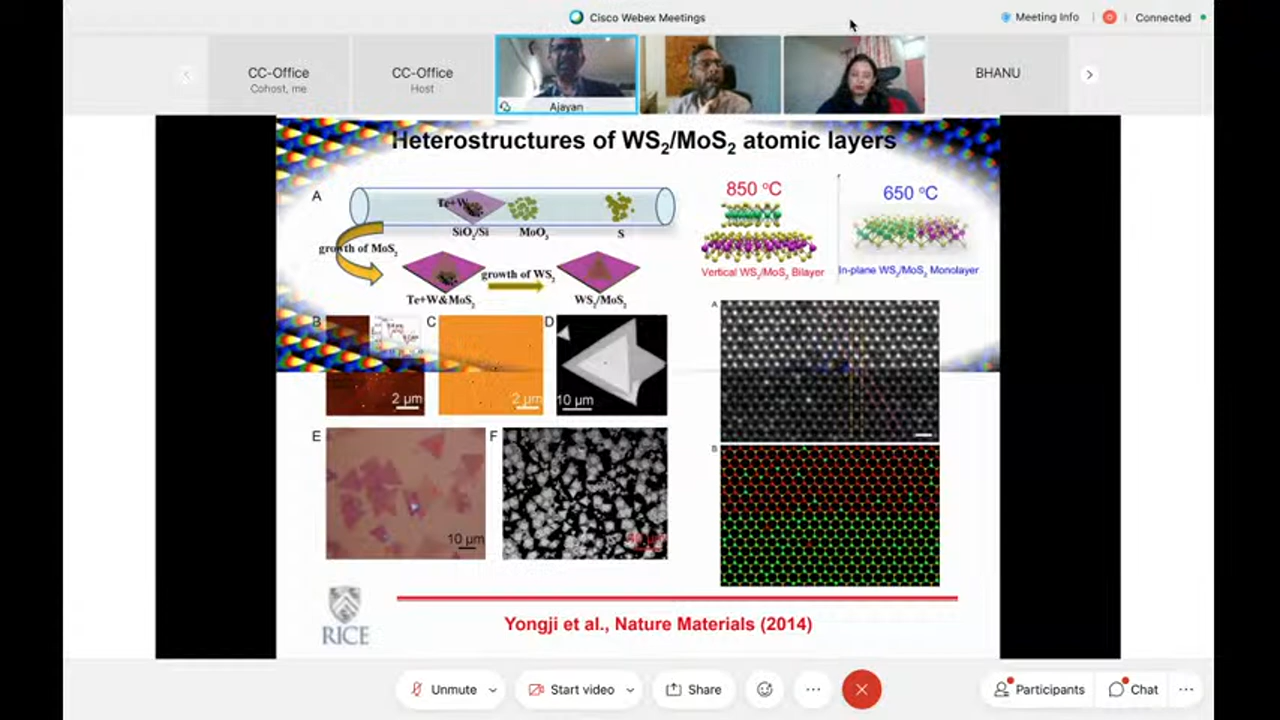 Cisco Webex Meetings
Meeting Info
Connected
CC-Office
Cohost, me
CC-Office
Host
Ajayan
BHANU
Heterostructures of WS₂/MoS₂ atomic layers
A
Te+W
SiO₂/Si
MoO₃
S
growth of MoS₂
growth of WS₂
Te+W&MoS₂
WS₂/MoS₂
850 °C
650 °C
Vertical WS₂/MoS₂ Bilayer
In-plane WS₂/MoS₂ Monolayer
B
C
D
2 μm
2 μm
10 μm
E
F
10 μm
A
B
RICE
Yongji et al., Nature Materials (2014)
Unmute
Start video
Share
Participants
Chat